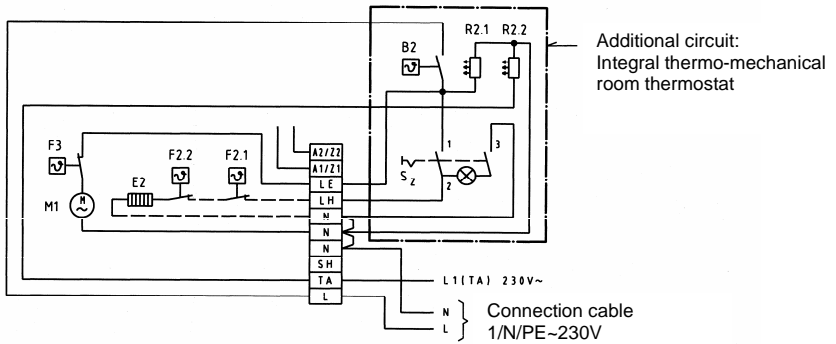 B2
R2.1 R2.2
Additional circuit:
Integral thermo-mechanical
room thermostat
F3
F2.2
F2.1
E2
M1
M
~
A2/Z2
A1/Z1
LE
LH
N
N
N
SH
TA
L
1
3
S Z
2
L1(TA) 230V~
N
L
Connection cable
1/N/PE~230V